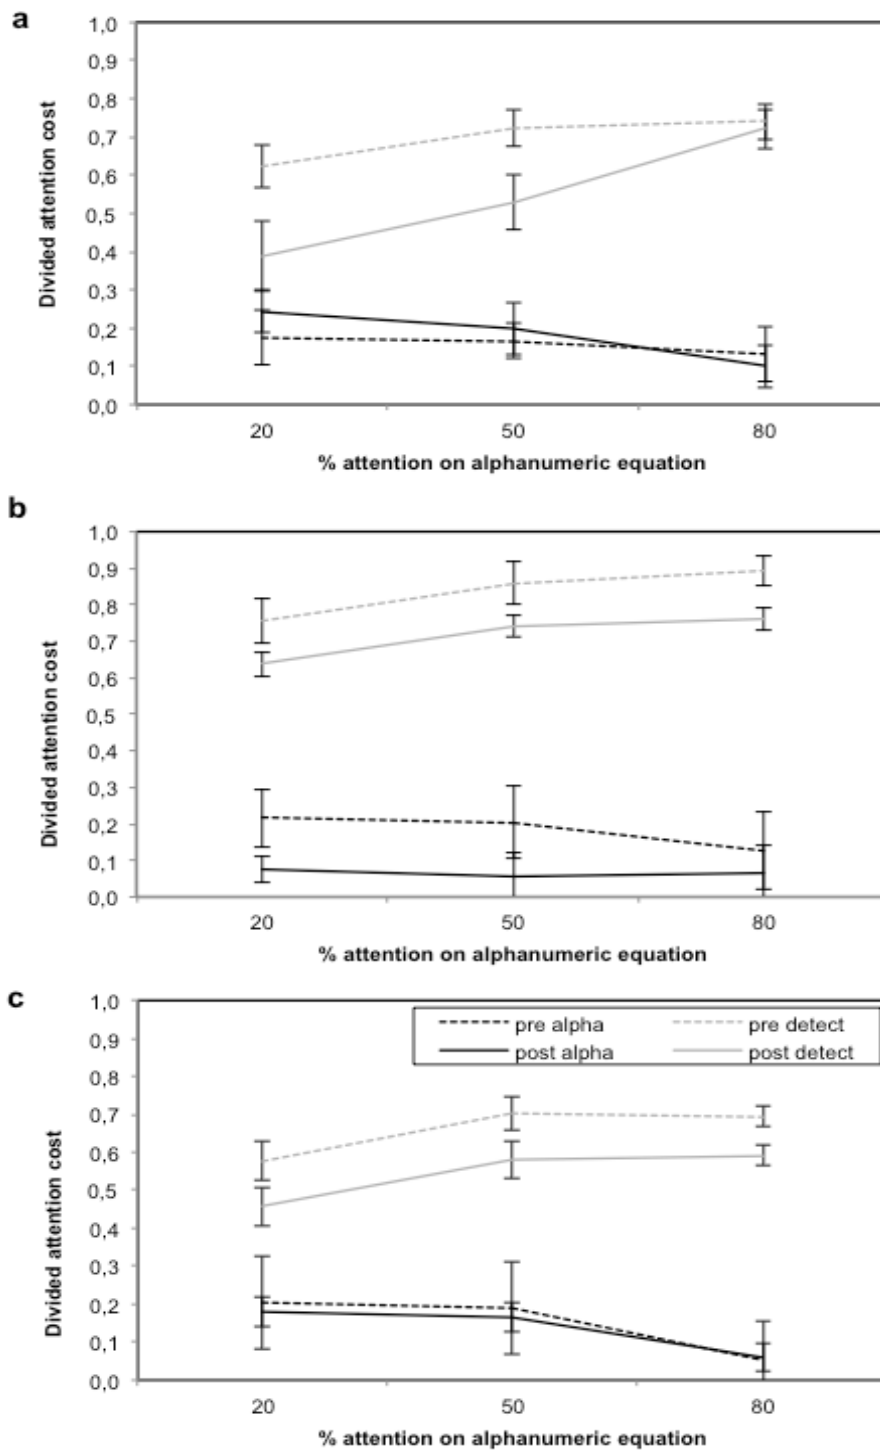 a
1,0
0,9
0,8
0,7
0,6
0,5
0,4
0,3
0,2
0,1
0,0
Divided attention cost
20 50 80
% attention on alphanumeric equation
b
1,0
0,9
0,8
0,7
0,6
0,5
0,4
0,3
0,2
0,1
0,0
Divided attention cost
20 50 80
% attention on alphanumeric equation
c
1,0
0,9
0,8
0,7
0,6
0,5
0,4
0,3
0,2
0,1
0,0
Divided attention cost
pre alpha pre detect
post alpha post detect
20 50 80
% attention on alphanumeric equation